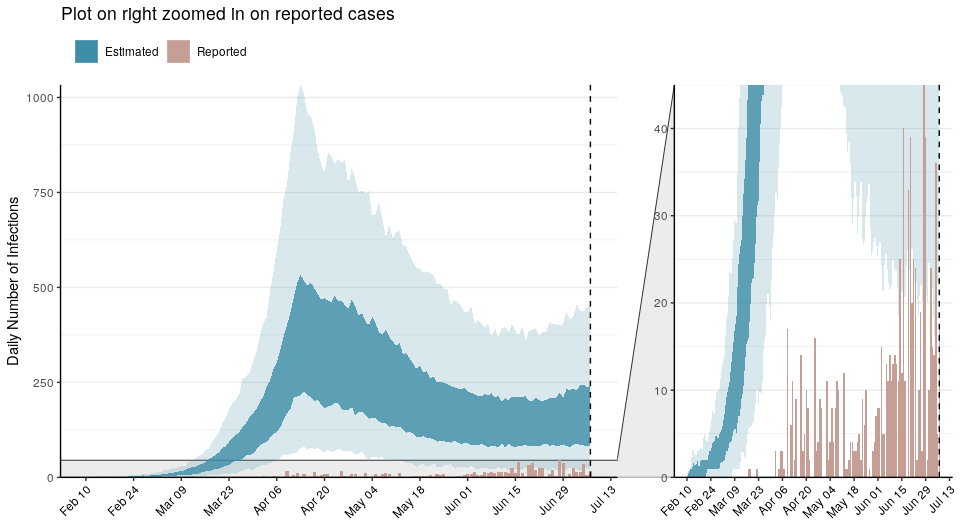 Plot on right zoomed in on reported cases
Estimated
Reported
Daily Number of Infections
1000
750
500
250
0
Feb 10
Feb 24
Mar 09
Mar 23
Apr 06
Apr 20
May 04
May 18
Jun 01
Jun 15
Jun 29
Jul 13
40
30
20
10
0
Feb 10
Feb 24
Mar 09
Mar 23
Apr 06
Apr 20
May 04
May 18
Jun 01
Jun 15
Jun 29
Jul 13